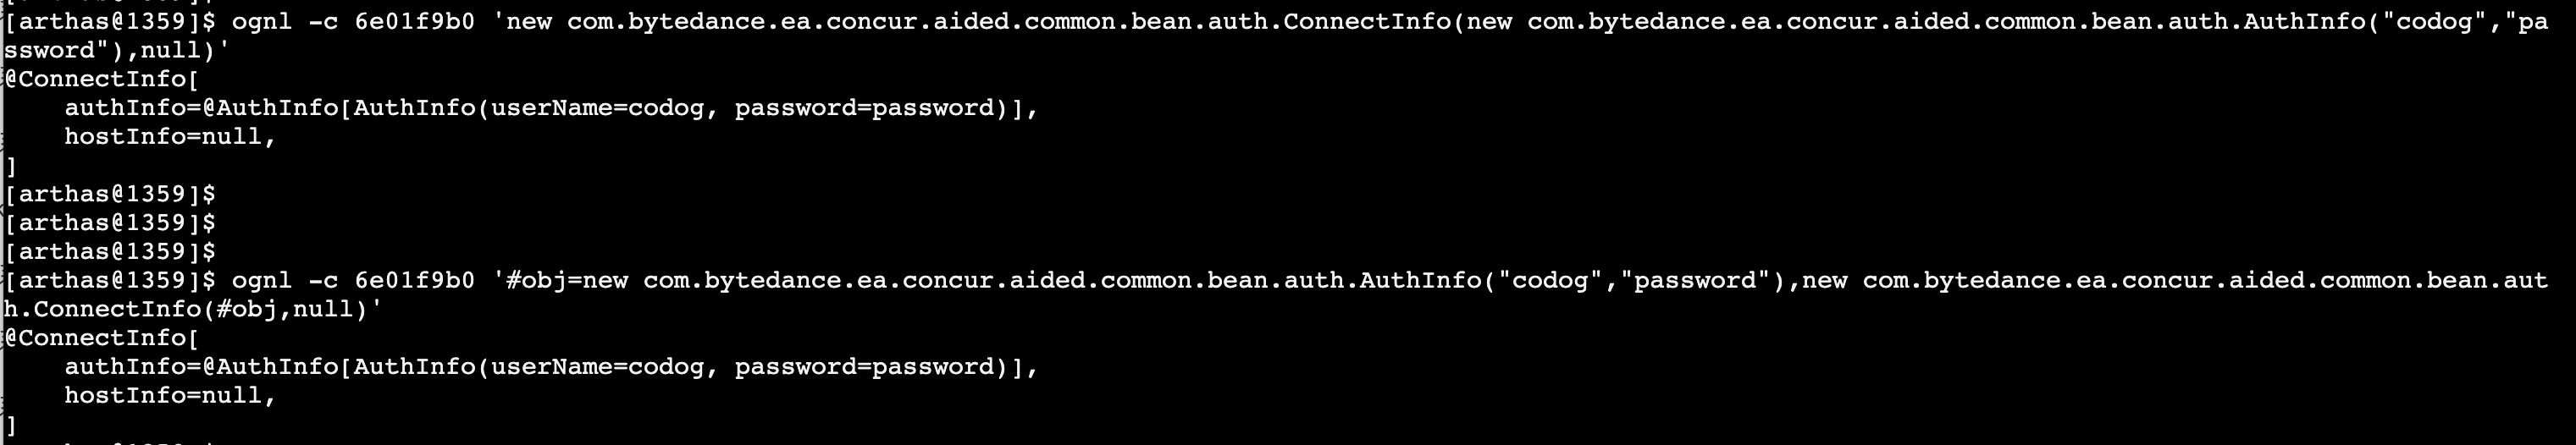 [arthas@1359]$ ognl -c 6e01f9b0 'new com.bytedance.ea.concur.aided.common.bean.auth.ConnectInfo(new com.bytedance.ea.concur.aided.common.bean.auth.AuthInfo("codog","pa
ssword"),null)'
@ConnectInfo[
    authInfo=@AuthInfo[AuthInfo(userName=codog, password=password)],
    hostInfo=null,
]
[arthas@1359]$
[arthas@1359]$
[arthas@1359]$
[arthas@1359]$ ognl -c 6e01f9b0 '#obj=new com.bytedance.ea.concur.aided.common.bean.auth.AuthInfo("codog","password"),new com.bytedance.ea.concur.aided.common.bean.aut
h.ConnectInfo(#obj,null)'
@ConnectInfo[
    authInfo=@AuthInfo[AuthInfo(userName=codog, password=password)],
    hostInfo=null,
]